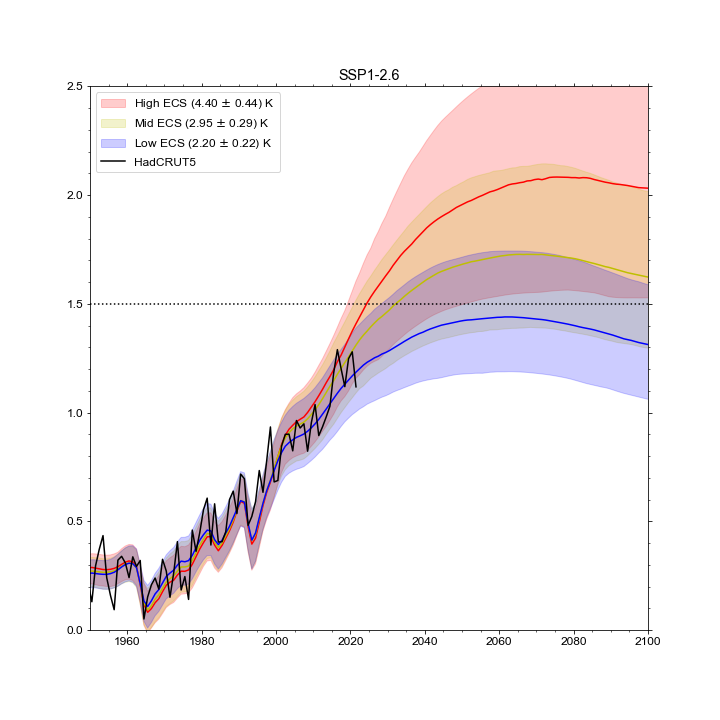 SSP1-2.6
2.5
High ECS (4.40 ± 0.44) K
Mid ECS (2.95 ± 0.29) K
Low ECS (2.20 ± 0.22) K
HadCRUT5
2.0
1.5
1.0
0.5
0.0
1960 1980 2000 2020 2040 2060 2080 2100